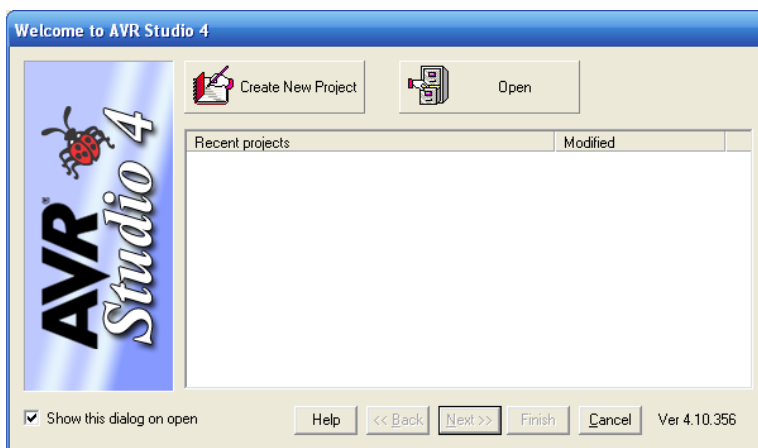 Welcome to AVR Studio 4
Create New Project
Open
Recent projects
Modified
AVR®
Studio 4
Show this dialog on open
Help
<< Back
Next >>
Finish
Cancel
Ver 4.10.356